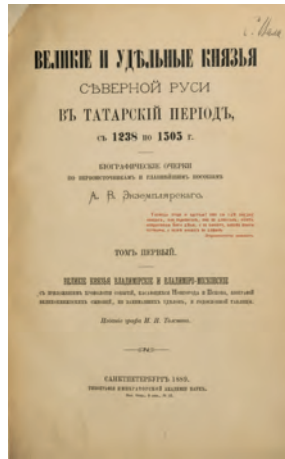 ВЕЛИКІЕ И УДѢЛЬНЫЕ КНЯЗЬЯ
СѢВЕРНОЙ РУСИ
ВЪ ТАТАРСКІЙ ПЕРІОДЪ,
съ 1238 по 1505 г.
БІОГРАФИЧЕСКІЕ ОЧЕРКИ
ПО ПЕРВОИСТОЧНИКАМЪ И ГЛАВНѢЙШИМЪ ПОСОБІЯМЪ
А. В. Экземплярскаго.
ТОМЪ ПЕРВЫЙ.
ВЕЛИКІЕ КНЯЗЬЯ ВЛАДИМІРСКІЕ И ВЛАДИМІРО-МОСКОВСКІЕ
Изданіе графа И. И. Толстого.
САНКТПЕТЕРБУРГЪ 1889.
ТИПОГРАФІЯ ИМПЕРАТОРСКОЙ АКАДЕМІИ НАУКЪ.